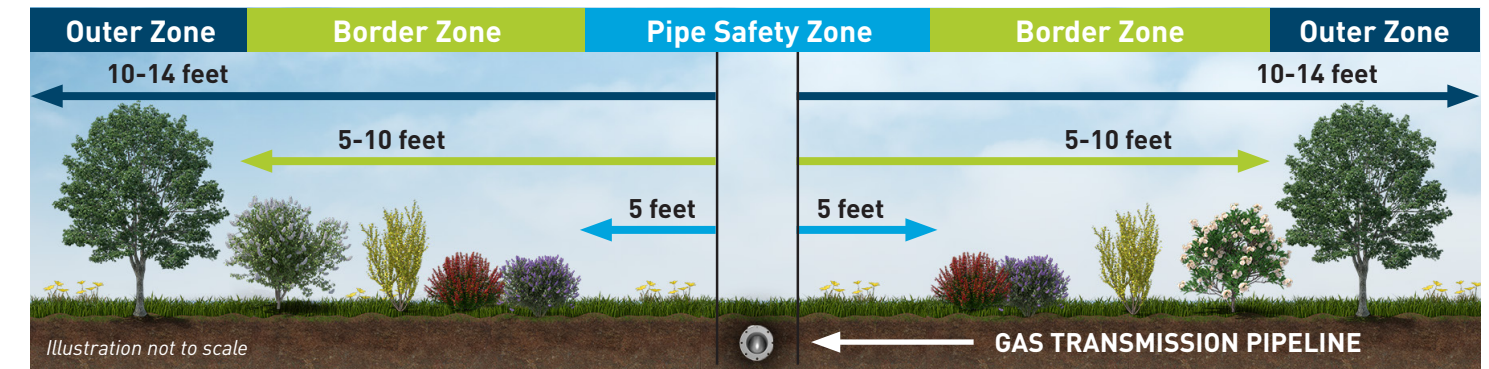 Outer Zone
Border Zone
Pipe Safety Zone
Border Zone
Outer Zone
10-14 feet
10-14 feet
5-10 feet
5-10 feet
5 feet
5 feet
Illustration not to scale
GAS TRANSMISSION PIPELINE